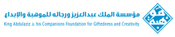 مؤسسة الملك عبدالعزيز ورجاله للموهبة والإبداع
King Abdulaziz & his Companions Foundation for Giftedness and Creativity